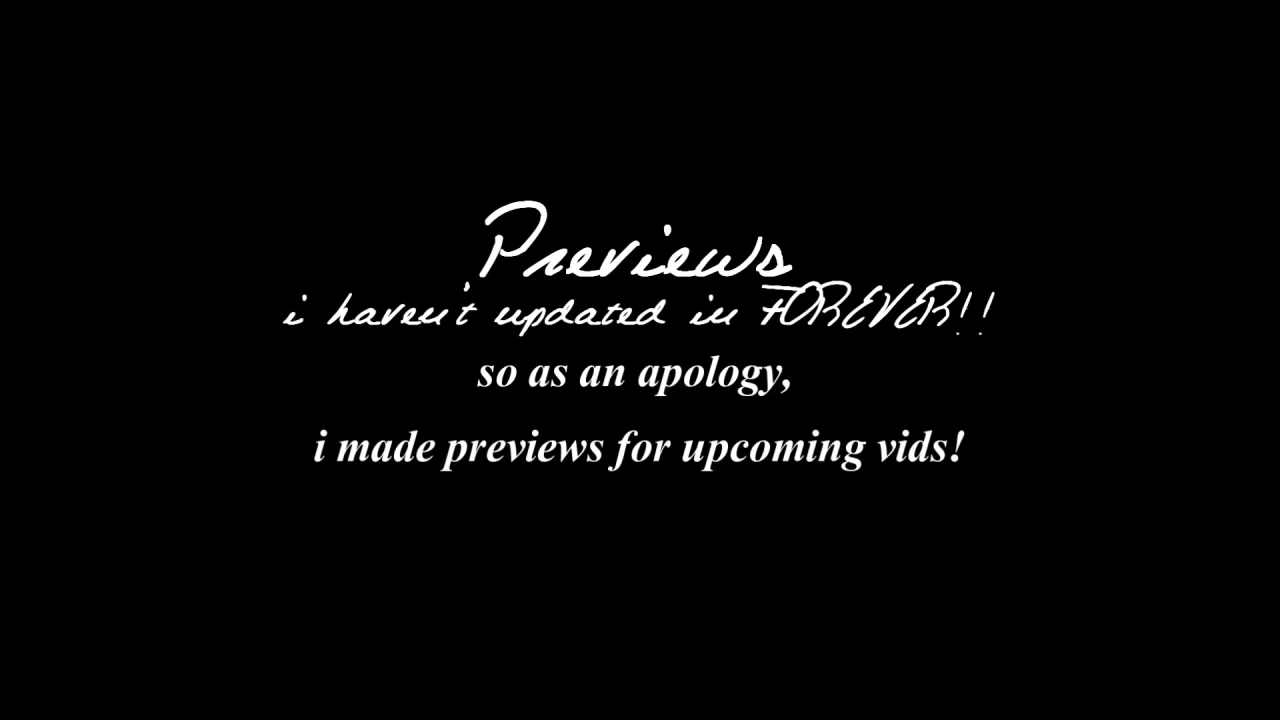 Previews
i haven't updated in FOREVER!!
so as an apology,
i made previews for upcoming vids!